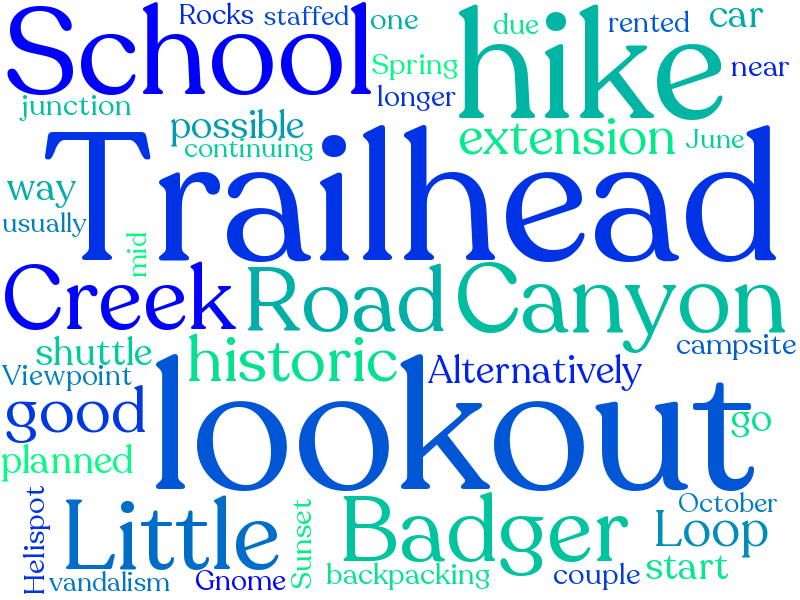 School
Rocks
staffed
one
due
hike
rented
car
Spring
near
longer
junction
possible
continuing
extension
June
Trailhead
way
usually
mid
Creek
Road
Canyon
shuttle
historic
campsite
Viewpoint
Alternatively
good
lookout
go
planned
Helispot
Little
Sunset
Badger
October
Loop
vandalism
Gnome
backpacking
couple
start